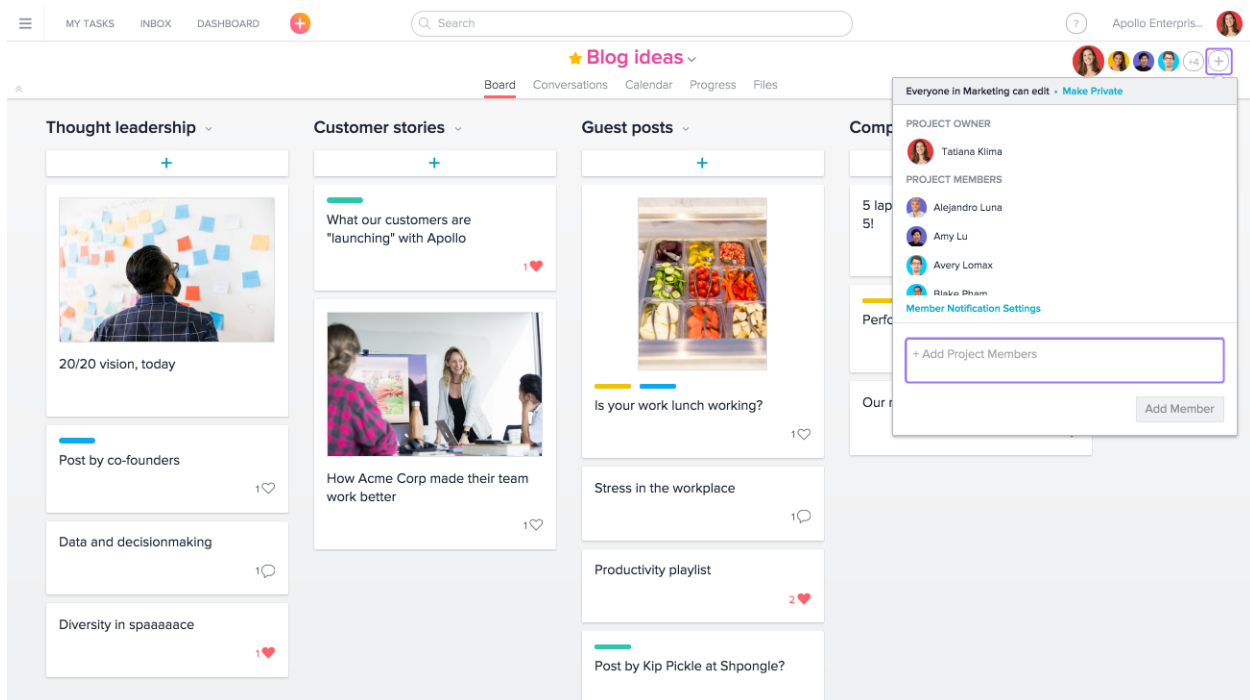 MY TASKS
INBOX
DASHBOARD
+
Search
?
Apollo Enterpris...
Blog ideas
+4
+
Board
Conversations
Calendar
Progress
Files
Thought leadership
+
20/20 vision, today
Post by co-founders
1
Data and decisionmaking
1
Diversity in spaaaaace
1
Customer stories
+
What our customers are
"launching" with Apollo
1
How Acme Corp made their team
work better
1
Guest posts
+
Is your work lunch working?
1
Stress in the workplace
1
Productivity playlist
2
Post by Kip Pickle at Shpongle?
Comp
5 lap
5!
Perfo
Our
Everyone in Marketing can edit • Make Private
PROJECT OWNER
Tatiana Klima
PROJECT MEMBERS
Alejandro Luna
Amy Lu
Avery Lomax
Blake Pham
Member Notification Settings
+ Add Project Members
Add Member